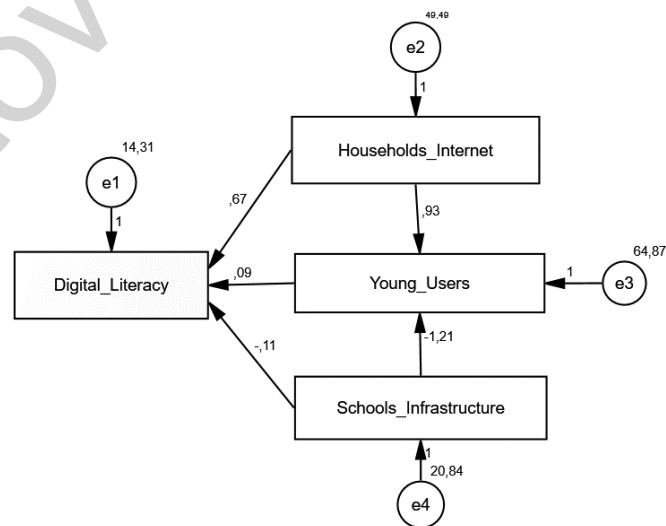 49,49
e2
1
Households_Internet
14,31
e1
1
,67
,93
Digital_Literacy
,09
Young_Users
1
64,87
e3
-,11
-1,21
Schools_Infrastructure
1
20,84
e4